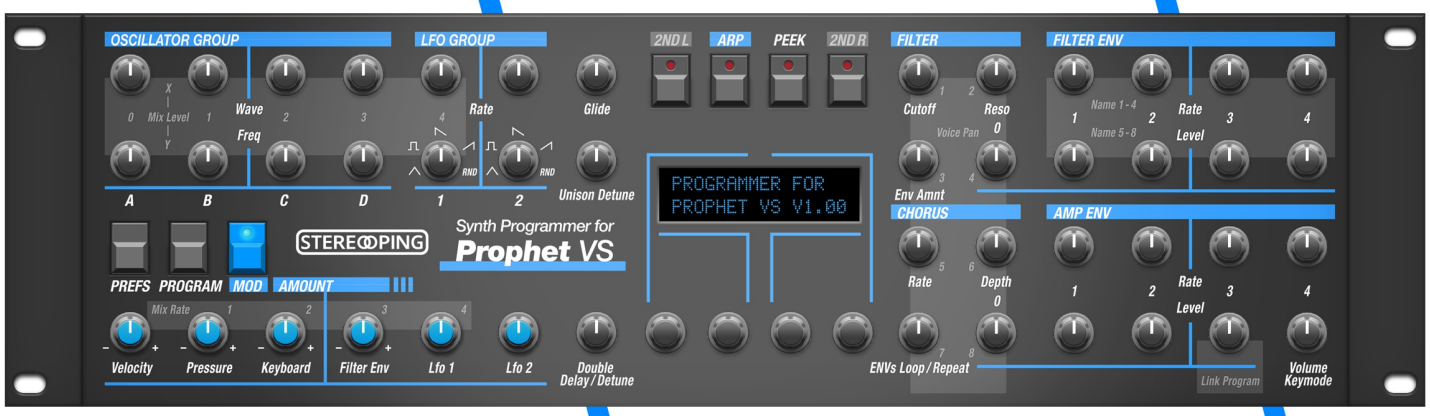 OSCILLATOR GROUP
LFO GROUP
2ND L
ARP
PEEK
2ND R
FILTER
FILTER ENV
X
0 Mix Level 1 2 3 4
Y
Wave
Freq
Rate
Glide
1 2
Cutoff
Reso
0
Voice Pan
3 4
Env Amnt
1 2 3 4
Name 1 - 4
Name 5 - 8
Rate
Level
RND
RND
A B C D
1 2
Unison Detune
PROGRAMMER FOR
PROPHET VS V1.00
STEREOPING
Synth Programmer for
Prophet VS
CHORUS
AMP ENV
PREFS
PROGRAM
MOD
AMOUNT
5 6
Rate
Depth
0
1 2 3 4
Rate
Level
Mix Rate 1 2 3 4
- + - + - + - +
Velocity
Pressure
Keyboard
Filter Env
Lfo 1
Lfo 2
Double
Delay / Detune
7 8
ENVs Loop / Repeat
Link Program
Volume
Keymode